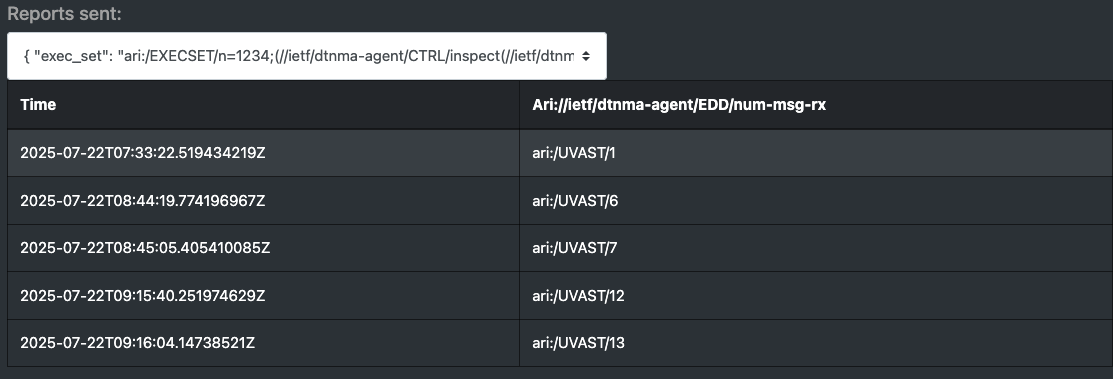 Reports sent:
{ "exec_set": "ari:/EXECSET/n=1234;(//ietf/dtnma-agent/CTRL/inspect(//ietf/dtnm
Time Ari://ietf/dtnma-agent/EDD/num-msg-rx
2025-07-22T07:33:22.519434219Z ari:/UVAST/1
2025-07-22T08:44:19.774196967Z ari:/UVAST/6
2025-07-22T08:45:05.405410085Z ari:/UVAST/7
2025-07-22T09:15:40.251974629Z ari:/UVAST/12
2025-07-22T09:16:04.14738521Z ari:/UVAST/13